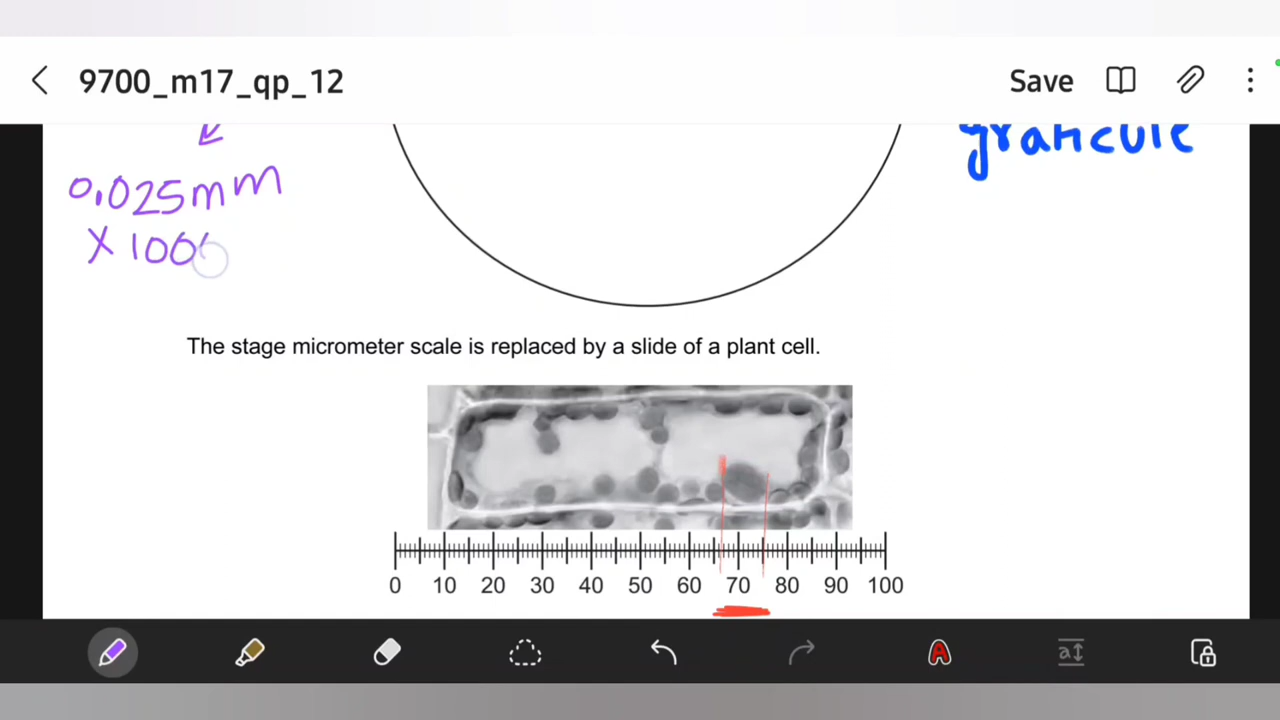 9700_m17_qp_12
Save
graticule
0.025mm
X 100
The stage micrometer scale is replaced by a slide of a plant cell.
0 10 20 30 40 50 60 70 80 90 100
A
a